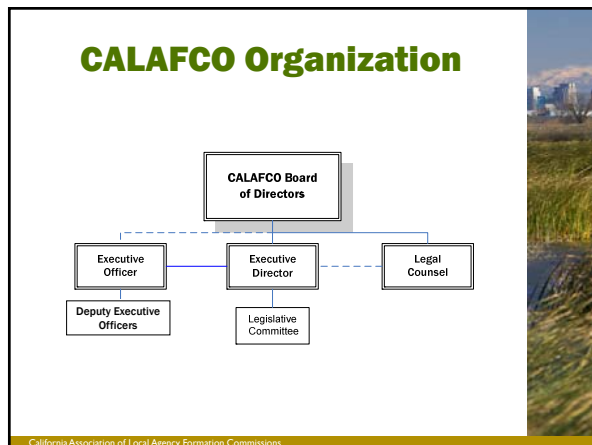 CALAFCO Organization
CALAFCO Board
of Directors
Executive
Officer
Executive
Director
Legal
Counsel
Deputy Executive
Officers
Legislative
Committee
California Association of Local Agency Formation Commissions